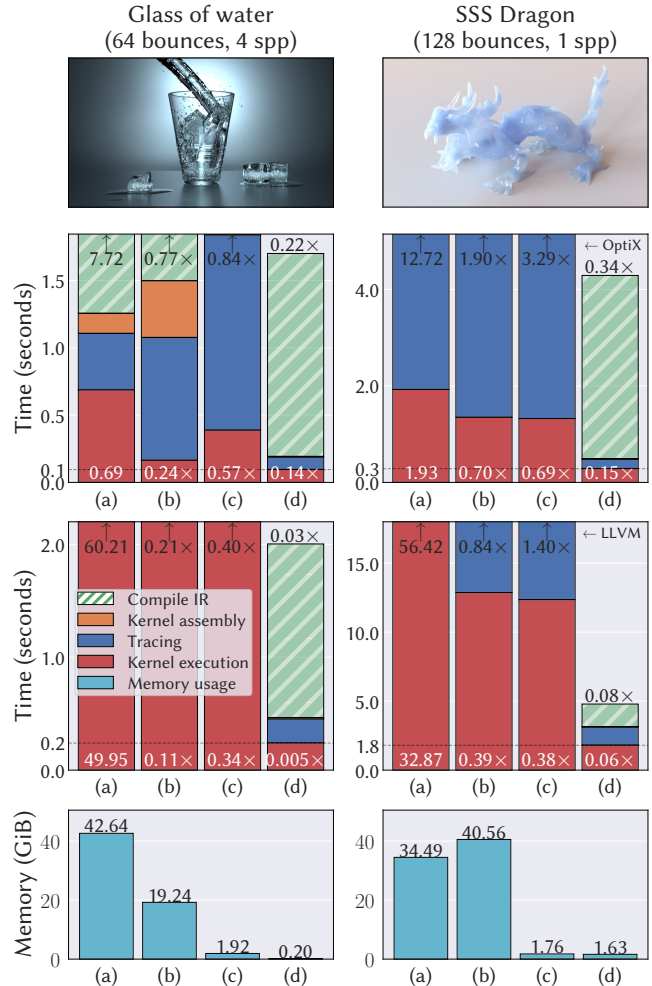 Glass of water
(64 bounces, 4 spp)
SSS Dragon
(128 bounces, 1 spp)
Time (seconds)
1.5
1.0
0.5
0.1
0.0
↑ ↑ ↑
7.72 0.77× 0.84× 0.22×
0.69 0.24× 0.57× 0.14×
(a) (b) (c) (d)
4.0
2.0
0.3
0.0
↑ ↑ ↑ ← OptiX
12.72 1.90× 3.29× 0.34×
1.93 0.70× 0.69× 0.15×
(a) (b) (c) (d)
Time (seconds)
2.0
1.0
0.2
0.0
↑ ↑ ↑
60.21 0.21× 0.40× 0.03×
Compile IR
Kernel assembly
Tracing
Kernel execution
Memory usage
49.95 0.11× 0.34× 0.005×
(a) (b) (c) (d)
15.0
10.0
5.0
1.8
0.0
↑ ↑ ↑ ← LLVM
56.42 0.84× 1.40× 0.08×
32.87 0.39× 0.38× 0.06×
(a) (b) (c) (d)
Memory (GiB)
40
20
0
42.64 19.24 1.92 0.20
(a) (b) (c) (d)
40
20
0
34.49 40.56 1.76 1.63
(a) (b) (c) (d)